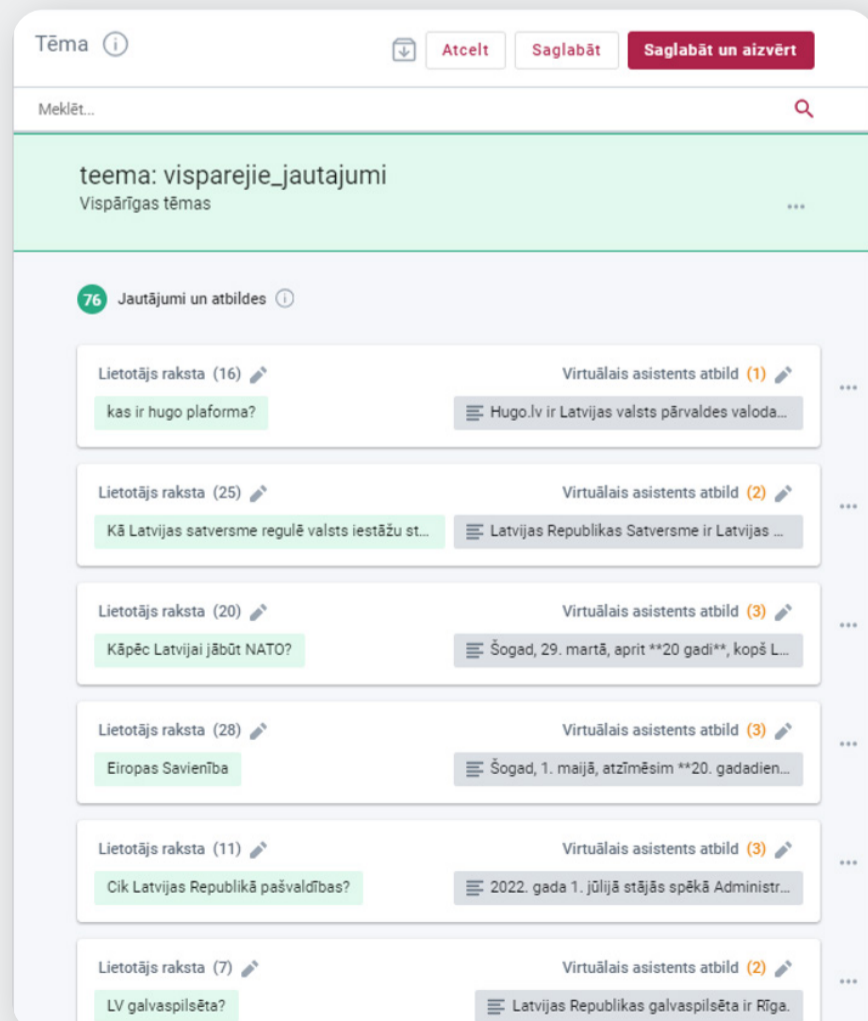 Tēma
Atcelt
Saglabāt
Saglabāt un aizvērt
Meklēt...
teema: visparejie_jautajumi
Vispārīgas tēmas
76 Jautājumi un atbildes
Lietotājs raksta (16)
Virtuālais asistents atbild (1)
kas ir hugo plaforma?
Hugo.lv ir Latvijas valsts pārvaldes valoda...
Lietotājs raksta (25)
Virtuālais asistents atbild (2)
Kā Latvijas satversme regulē valsts iestāžu st...
Latvijas Republikas Satversme ir Latvijas ...
Lietotājs raksta (20)
Virtuālais asistents atbild (3)
Kāpēc Latvijai jābūt NATO?
Šogad, 29. martā, aprit **20 gadi**, kopš L...
Lietotājs raksta (28)
Virtuālais asistents atbild (3)
Eiropas Savienība
Šogad, 1. maijā, atzīmēsim **20. gadadien...
Lietotājs raksta (11)
Virtuālais asistents atbild (3)
Cik Latvijas Republikā pašvaldības?
2022. gada 1. jūlijā stājās spēkā Administr...
Lietotājs raksta (7)
Virtuālais asistents atbild (2)
LV galvaspilsēta?
Latvijas Republikas galvaspilsēta ir Rīga.